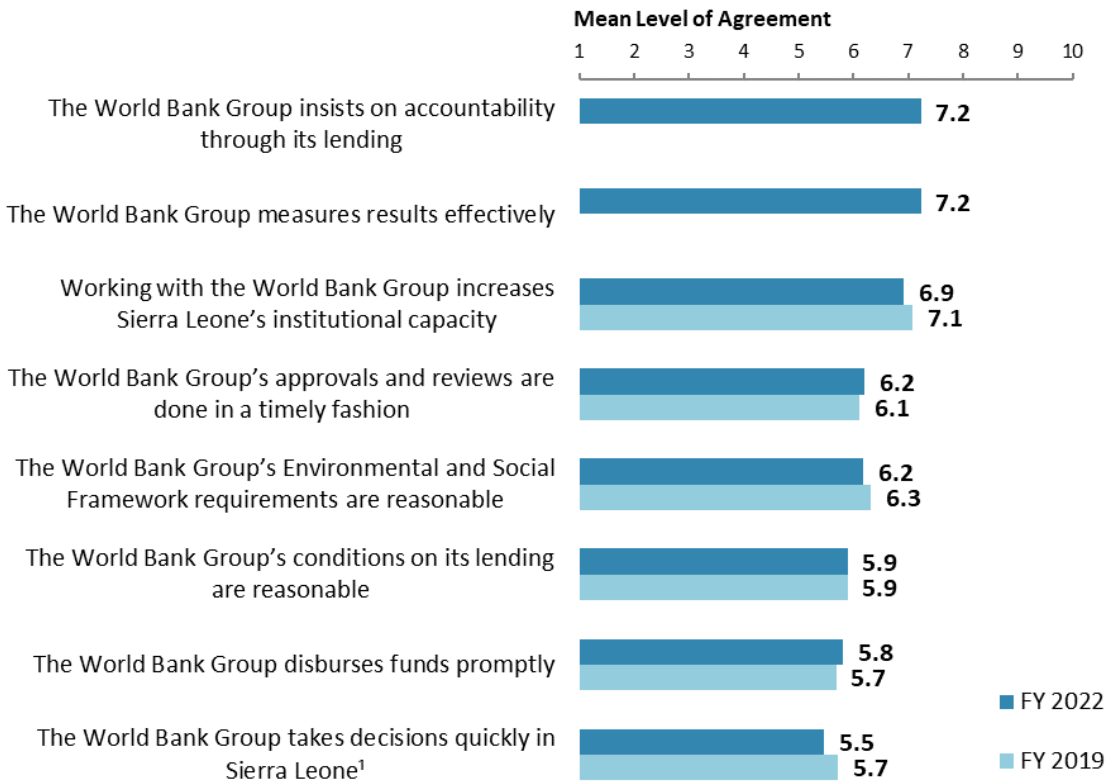 Mean Level of Agreement
1 2 3 4 5 6 7 8 9 10
The World Bank Group insists on accountability
through its lending
7.2
The World Bank Group measures results effectively
7.2
Working with the World Bank Group increases
Sierra Leone’s institutional capacity
6.9
7.1
The World Bank Group’s approvals and reviews are
done in a timely fashion
6.2
6.1
The World Bank Group’s Environmental and Social
Framework requirements are reasonable
6.2
6.3
The World Bank Group’s conditions on its lending
are reasonable
5.9
5.9
The World Bank Group disburses funds promptly
5.8
5.7
The World Bank Group takes decisions quickly in
Sierra Leone¹
5.5
5.7
FY 2022
FY 2019